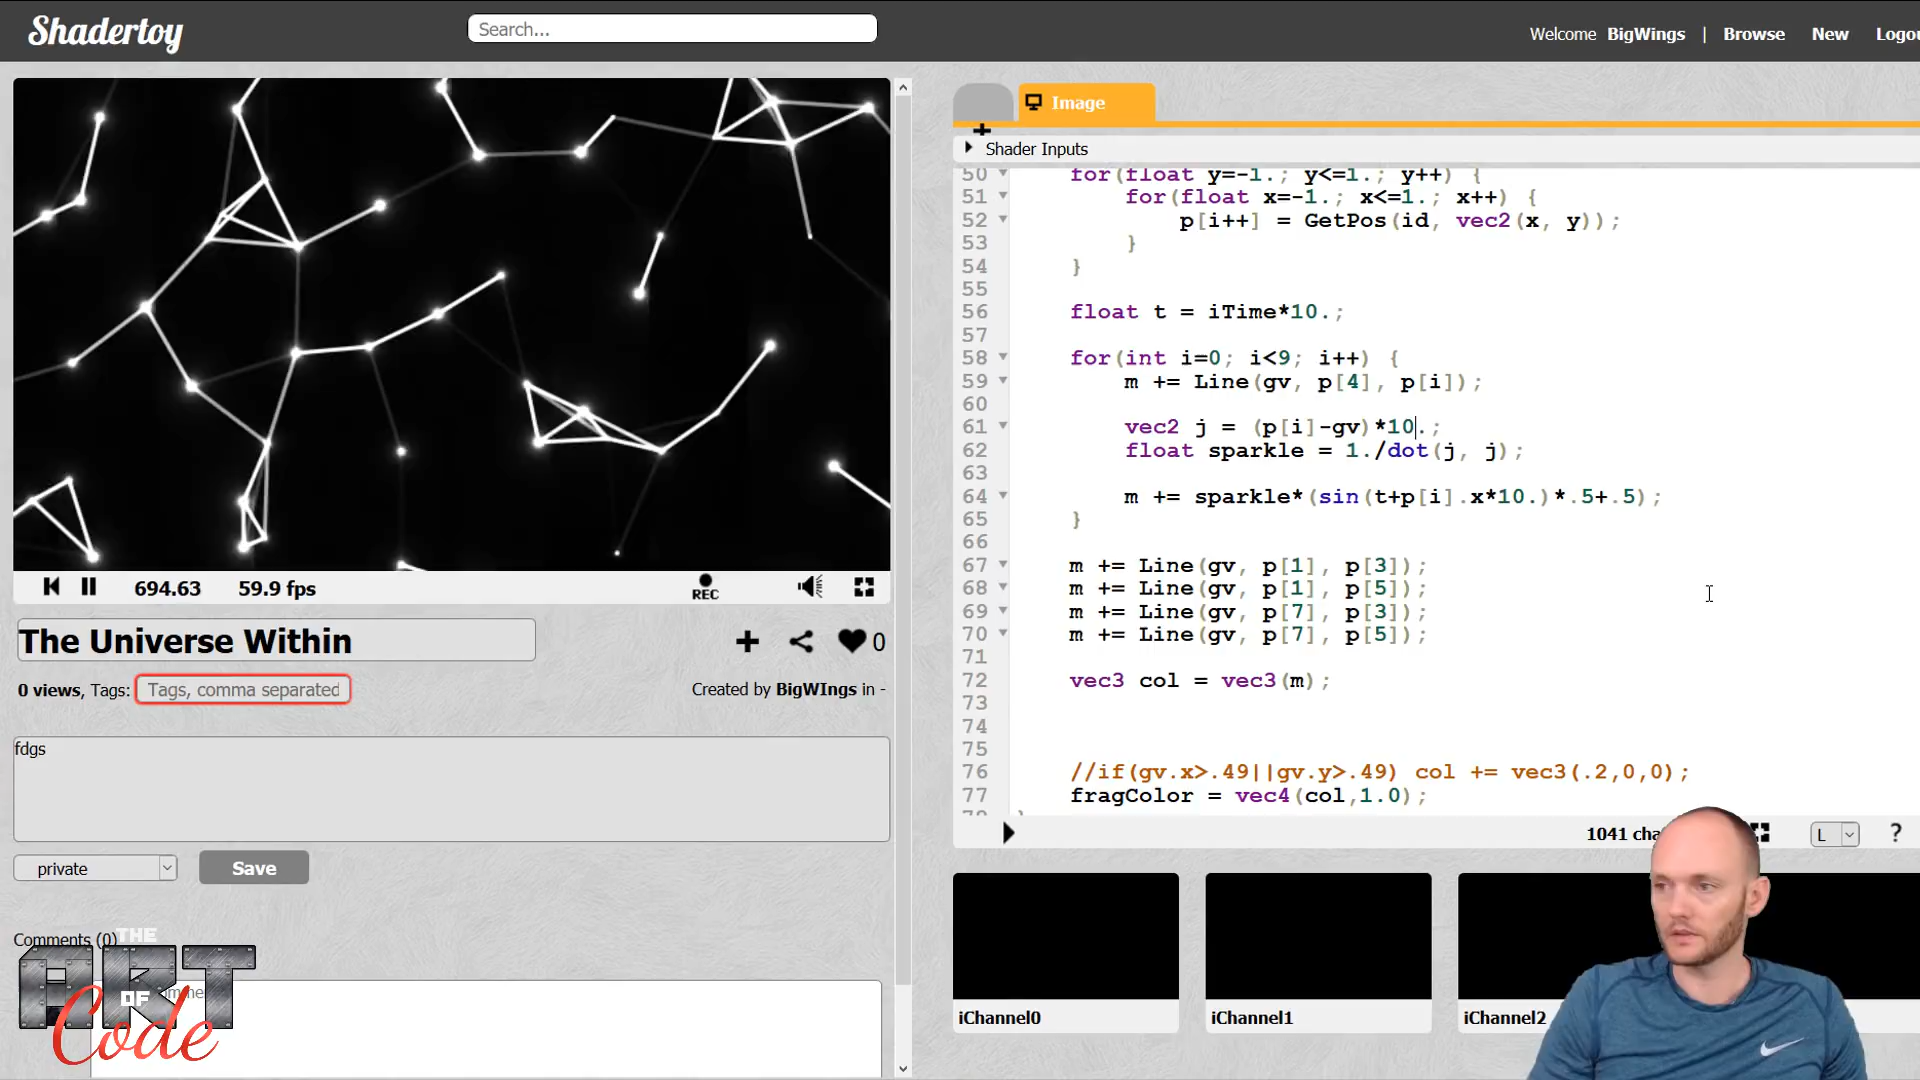 Shadertoy
Search...
Welcome BigWings | Browse New Logou
Image
Shader Inputs
50 for(float y=-1.; y<=1.; y++) {
51 for(float x=-1.; x<=1.; x++) {
52 p[i++] = GetPos(id, vec2(x, y));
53 }
54 }
55
56 float t = iTime*10.;
57
58 for(int i=0; i<9; i++) {
59 m += Line(gv, p[4], p[i]);
60
61 vec2 j = (p[i]-gv)*10.;
62 float sparkle = 1./dot(j, j);
63
64 m += sparkle*(sin(t+p[i].x*10.)*.5+.5);
65 }
66
67 m += Line(gv, p[1], p[3]);
68 m += Line(gv, p[1], p[5]);
69 m += Line(gv, p[7], p[3]);
70 m += Line(gv, p[7], p[5]);
71
72 vec3 col = vec3(m);
73
74
75
76 //if(gv.x>.49||gv.y>.49) col += vec3(.2,0,0);
77 fragColor = vec4(col,1.0);
1041 cha
L
?
694.63 59.9 fps
REC
The Universe Within
0
0 views, Tags: Tags, comma separated
Created by BigWIngs in -
fdgs
private
Save
Comments (0)
THE
ART
OF
Code
iChannel0
iChannel1
iChannel2